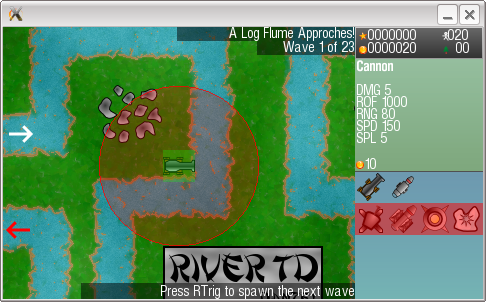 A Log Flume Approches!
Wave 1 of 23
0000000
020
0000020
00
Cannon
DMG 5
ROF 1000
RNG 80
SPD 150
SPL 5
10
RIVER TD
Press RTrig to spawn the next wave